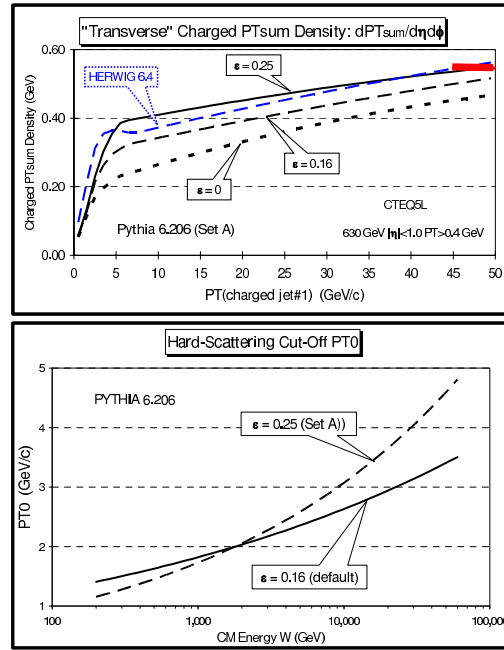 "Transverse" Charged PTsum Density: dPTsum/dηdϕ
0.60
0.40
0.20
0.00
Charged PTsum Density (GeV)
HERWIG 6.4
ε = 0.25
ε = 0.16
ε = 0
CTEQ5L
Pythia 6.206 (Set A)
630 GeV |η|<1.0 PT>0.4 GeV
0 5 10 15 20 25 30 35 40 45 50
PT(charged jet#1) (GeV/c)
Hard-Scattering Cut-Off PT0
5
4
3
2
1
PT0 (GeV/c)
PYTHIA 6.206
ε = 0.25 (Set A))
ε = 0.16 (default)
100 1,000 10,000 100,000
CM Energy W (GeV)